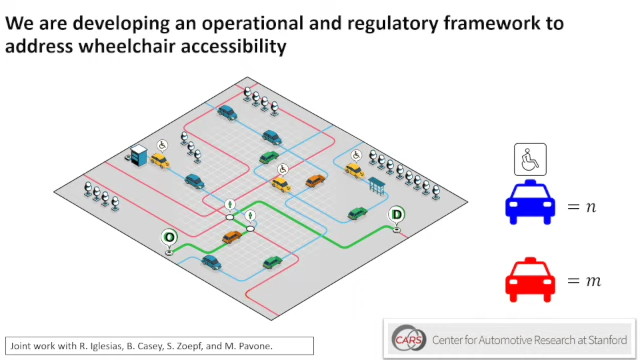 We are developing an operational and regulatory framework to
address wheelchair accessibility
O
D
= n
= m
Joint work with R. Iglesias, B. Casey, S. Zoepf, and M. Pavone.
CARS
Center for Automotive Research at Stanford